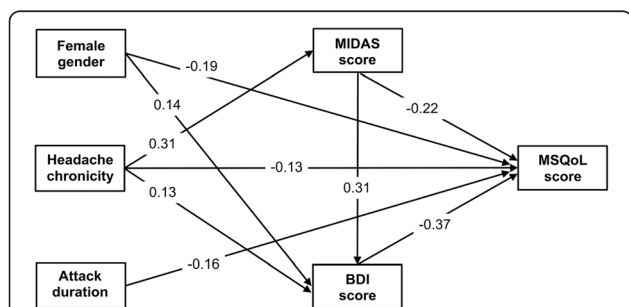 Female
gender
MIDAS
score
-0.19
0.14
-0.22
0.31
Headache
chronicity
-0.13
MSQoL
score
0.13
0.31
-0.37
-0.16
Attack
duration
BDI
score